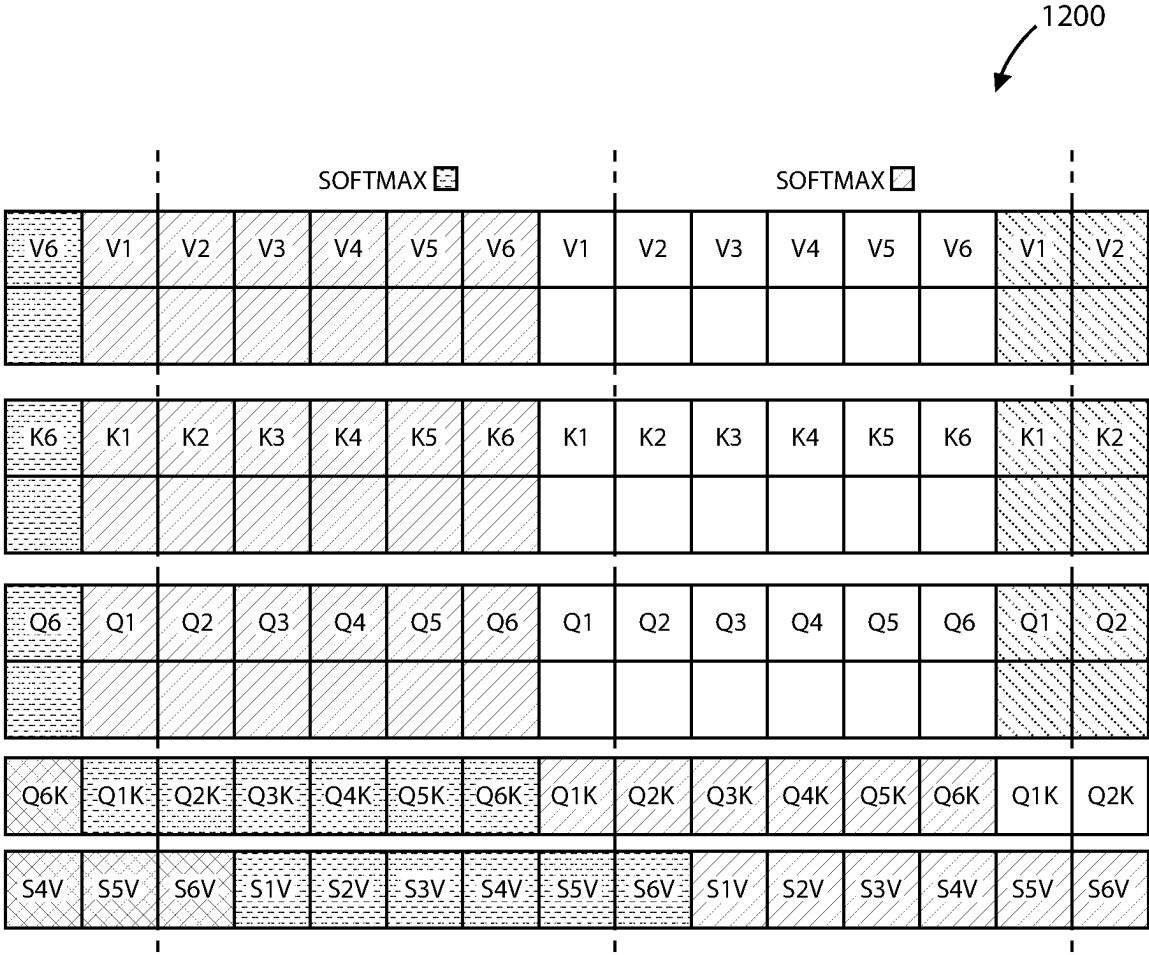 1200
SOFTMAX SOFTMAX
V6 V1 V2 V3 V4 V5 V6 V1 V2 V3 V4 V5 V6 V1 V2
K6 K1 K2 K3 K4 K5 K6 K1 K2 K3 K4 K5 K6 K1 K2
Q6 Q1 Q2 Q3 Q4 Q5 Q6 Q1 Q2 Q3 Q4 Q5 Q6 Q1 Q2
Q6K Q1K Q2K Q3K Q4K Q5K Q6K Q1K Q2K Q3K Q4K Q5K Q6K Q1K Q2K
S4V S5V S6V S1V S2V S3V S4V S5V S6V S1V S2V S3V S4V S5V S6V